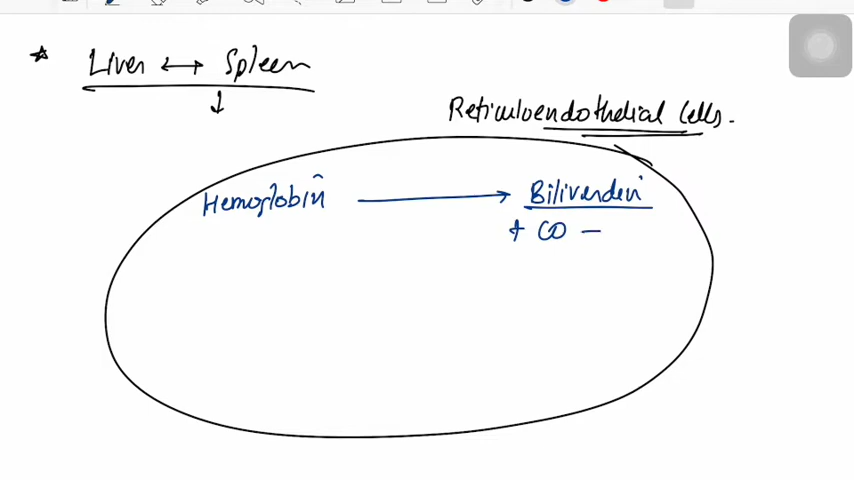 * Liver ↔ Spleen
↓
Reticuloendothelial Cells.
Hemoglobin → Biliverdin
+ CO –